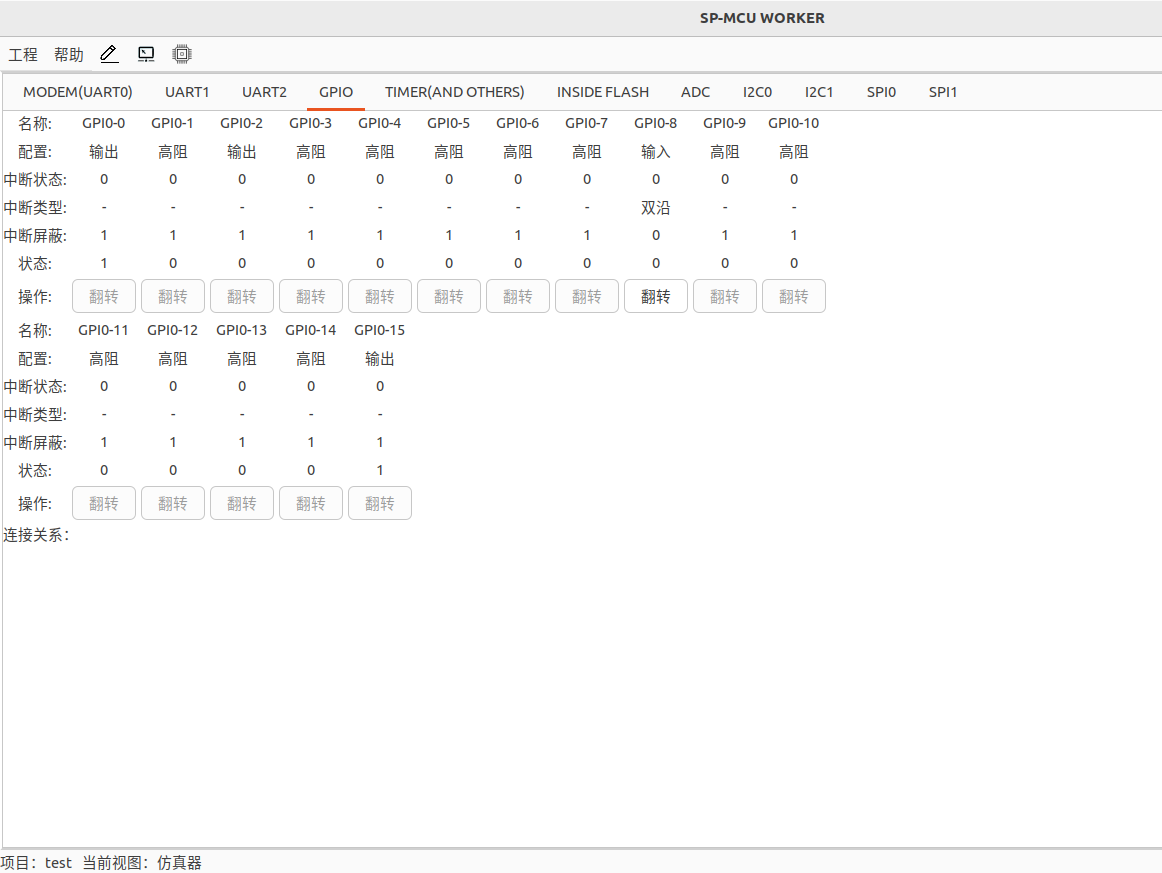 SP-MCU WORKER
工程 帮助
MODEM(UART0) UART1 UART2 GPIO TIMER(AND OTHERS) INSIDE FLASH ADC I2C0 I2C1 SPI0 SPI1
名称: GPI0-0 GPI0-1 GPI0-2 GPI0-3 GPI0-4 GPI0-5 GPI0-6 GPI0-7 GPI0-8 GPI0-9 GPI0-10
配置: 输出 高阻 输出 高阻 高阻 高阻 高阻 高阻 输入 高阻 高阻
中断状态: 0 0 0 0 0 0 0 0 0 0 0
中断类型: - - - - - - - - 双沿 - -
中断屏蔽: 1 1 1 1 1 1 1 1 0 1 1
状态: 1 0 0 0 0 0 0 0 0 0 0
操作: 翻转 翻转 翻转 翻转 翻转 翻转 翻转 翻转 翻转 翻转 翻转
名称: GPI0-11 GPI0-12 GPI0-13 GPI0-14 GPI0-15
配置: 高阻 高阻 高阻 高阻 输出
中断状态: 0 0 0 0 0
中断类型: - - - - -
中断屏蔽: 1 1 1 1 1
状态: 0 0 0 0 1
操作: 翻转 翻转 翻转 翻转 翻转
连接关系：
项目：test 当前视图：仿真器